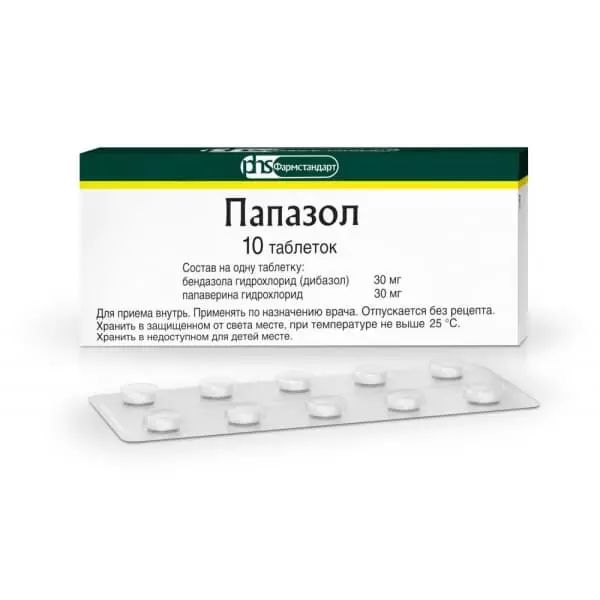 phs Фармстандарт
Папазол
10 таблеток
Состав на одну таблетку:
бендазола гидрохлорид (дибазол) 30 мг
папаверина гидрохлорид 30 мг
Для приема внутрь. Применять по назначению врача. Отпускается без рецепта.
Хранить в защищенном от света месте, при температуре не выше 25 °С.
Хранить в недоступном для детей месте.